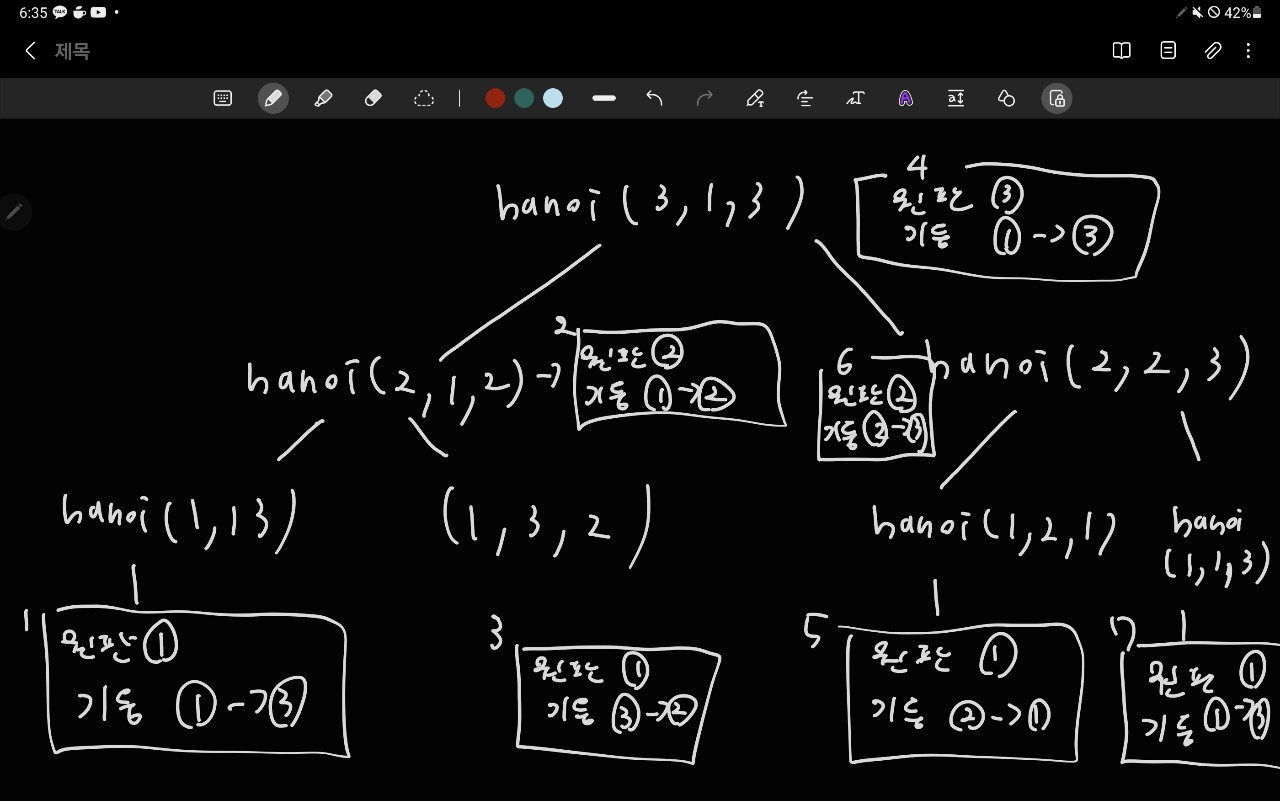 6:35
42%
제목
hanoi (3,1,3)
4
원판 ③
기둥 ① -> ③
hanoi(2,1,2) ->
2
원판 ②
기둥 ① -> ②
6
원판 ②
기둥 ② -> ③
hanoi (2,2,3)
hanoi (1,13)
(1,3,2)
hanoi(1,2,1)
hanoi
(1,1,3)
1
원판 ①
기둥 ① -> ③
3
원판 ①
기둥 ③ -> ②
5
원판 ①
기둥 ② -> ①
7
원판 ①
기둥 ① -> ③